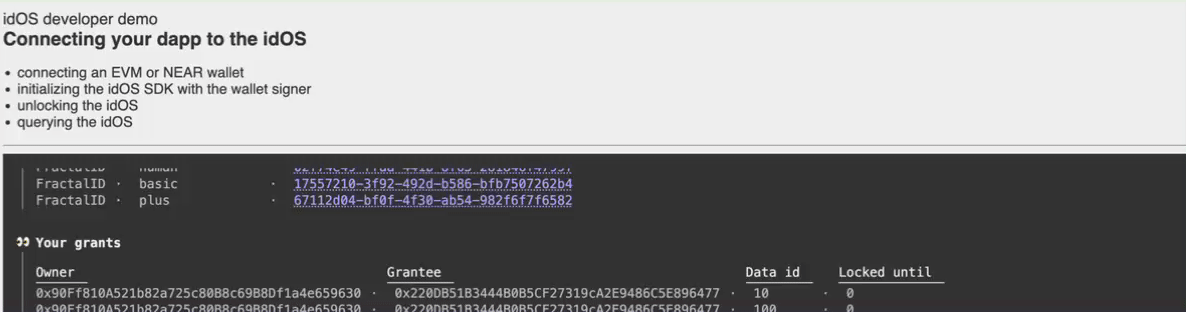 idOS developer demo
Connecting your dapp to the idOS
• connecting an EVM or NEAR wallet
• initializing the idOS SDK with the wallet signer
• unlocking the idOS
• querying the idOS
FractalID · human
FractalID · basic · 17557210-3f92-492d-b586-bfb7507262b4
FractalID · plus · 67112d04-bf0f-4f30-ab54-982f6f7f6582
👀 Your grants
Owner Grantee Data id Locked until
0x90Ff810A521b82a725c80B8c69B8Df1a4e659630 · 0x220DB51B3444B0B5CF27319cA2E9486C5E896477 · 10 · 0
0x90Ff810A521b82a725c80B8c69B8Df1a4e659630 · 0x220DB51B3444B0B5CF27319cA2E9486C5E896477 · 100 · 0